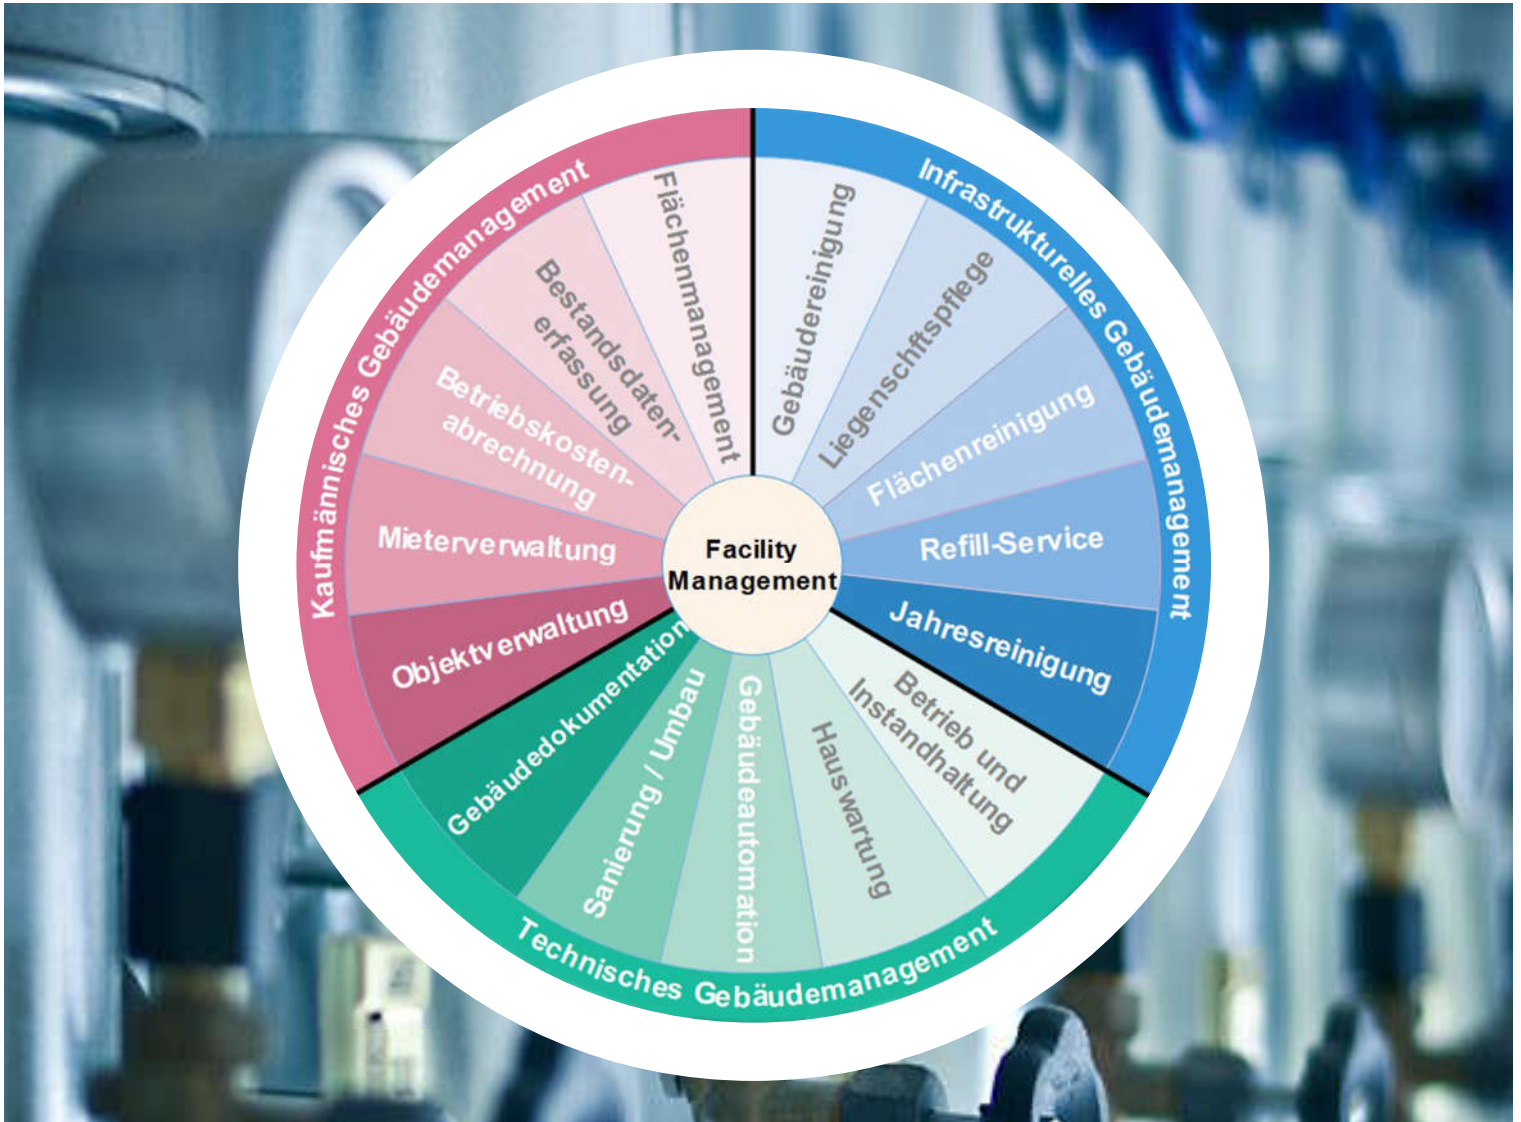 Facility
Management
Infrastrukturelles Gebäudemanagement
Gebäudereinigung
Liegenschftspflege
Flächenreinigung
Refill-Service
Jahresreinigung
Technisches Gebäudemanagement
Betrieb und
Instandhaltung
Hauswartung
Gebäudeautomation
Sanierung / Umbau
Gebäudedokumentation
Kaufmännisches Gebäudemanagement
Objektverwaltung
Mieterverwaltung
Betriebskosten-
abrechnung
Bestandsdaten-
erfassung
Flächenmanagement